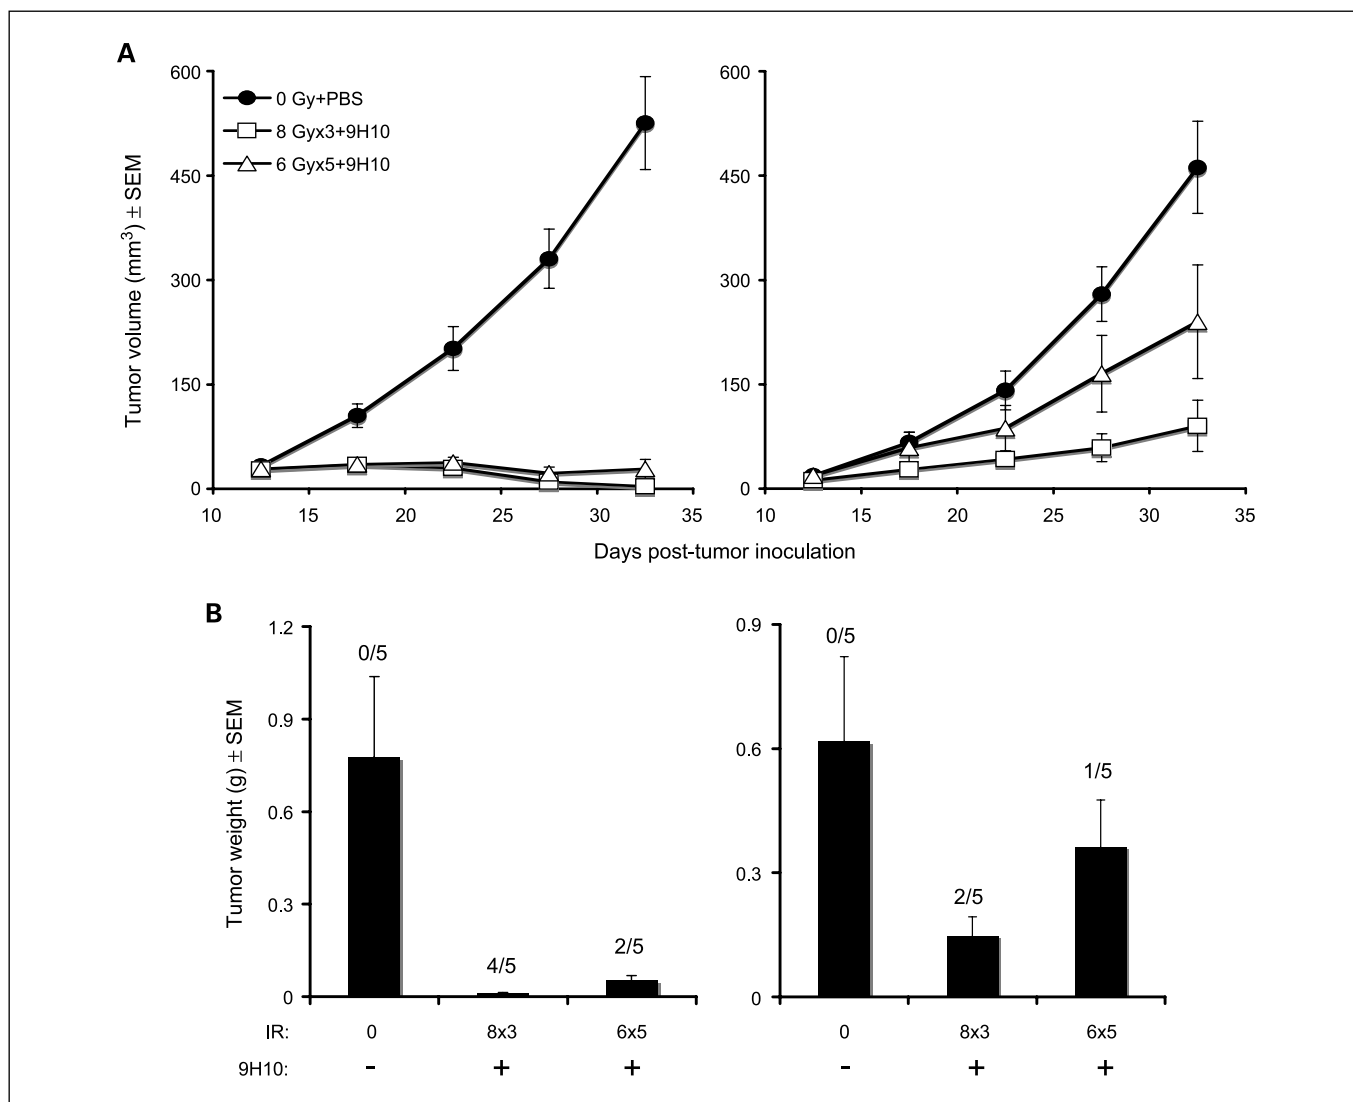 A
600
450
300
150
0
10 15 20 25 30 35
0 Gy+PBS
8 Gyx3+9H10
6 Gyx5+9H10
Tumor volume (mm³) ± SEM
600
450
300
150
0
10 15 20 25 30 35
Days post-tumor inoculation
B
1.2
0.9
0.6
0.3
0
Tumor weight (g) ± SEM
0/5
4/5
2/5
0.9
0.6
0.3
0
0/5
2/5
1/5
IR: 0 8x3 6x5 0 8x3 6x5
9H10: - + + - + +